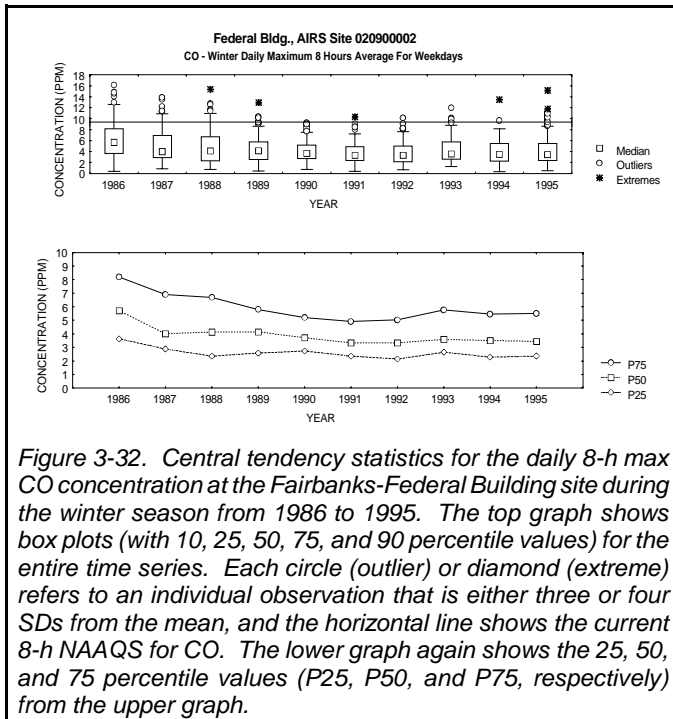 Federal Bldg., AIRS Site 020900002
CO - Winter Daily Maximum 8 Hours Average For Weekdays
CONCENTRATION (PPM)
18
16
14
12
10
8
6
4
2
0
1986 1987 1988 1989 1990 1991 1992 1993 1994 1995
YEAR
Median
Outliers
Extremes
CONCENTRATION (PPM)
10
9
8
7
6
5
4
3
2
1
0
1986 1987 1988 1989 1990 1991 1992 1993 1994 1995
YEAR
P75
P50
P25
Figure 3-32. Central tendency statistics for the daily 8-h max
CO concentration at the Fairbanks-Federal Building site during
the winter season from 1986 to 1995. The top graph shows
box plots (with 10, 25, 50, 75, and 90 percentile values) for the
entire time series. Each circle (outlier) or diamond (extreme)
refers to an individual observation that is either three or four
SDs from the mean, and the horizontal line shows the current
8-h NAAQS for CO. The lower graph again shows the 25, 50,
and 75 percentile values (P25, P50, and P75, respectively)
from the upper graph.